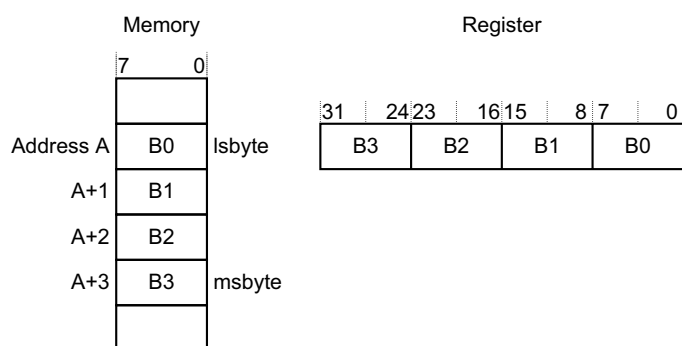 Memory
Register
7 0
31 24 23 16 15 8 7 0
Address A B0 lsbyte
B3 B2 B1 B0
A+1 B1
A+2 B2
A+3 B3 msbyte